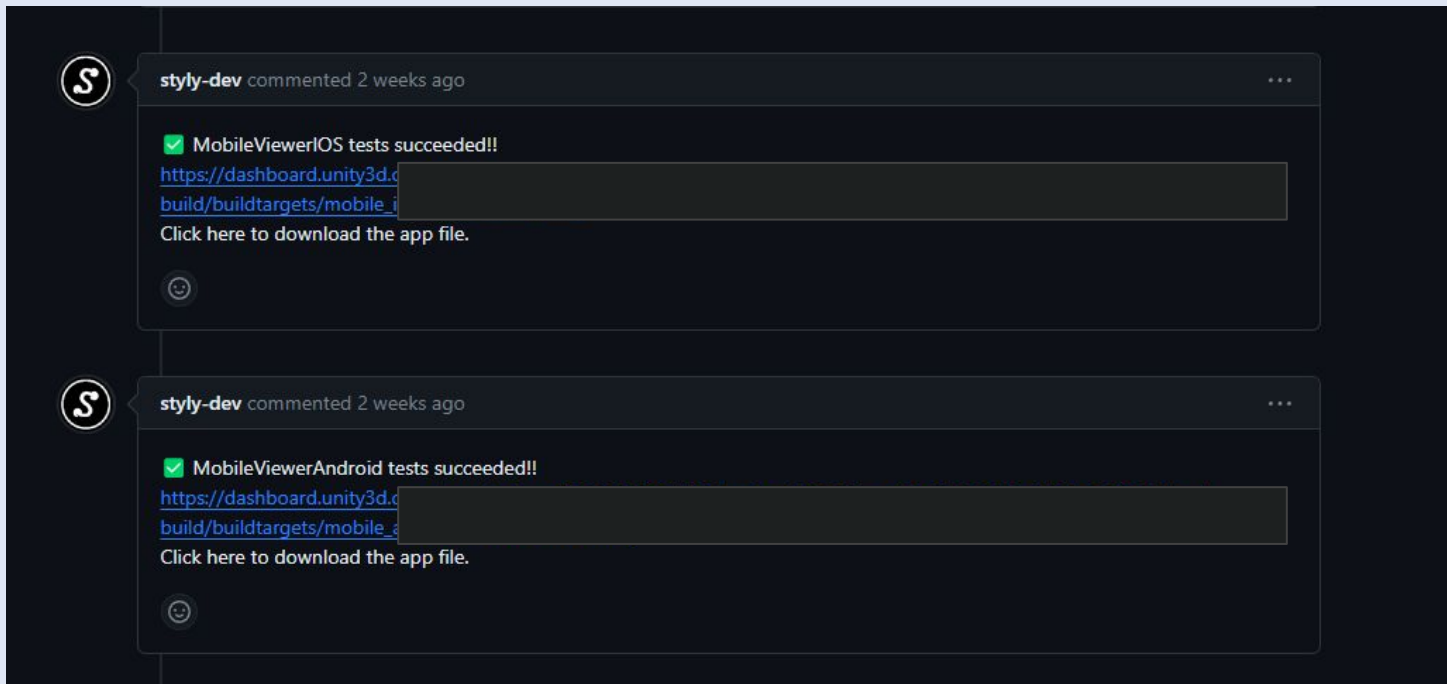 styly-dev commented 2 weeks ago
✅ MobileViewerIOS tests succeeded!!
https://dashboard.unity3d.c
build/buildtargets/mobile_i
Click here to download the app file.
styly-dev commented 2 weeks ago
✅ MobileViewerAndroid tests succeeded!!
https://dashboard.unity3d.c
build/buildtargets/mobile_a
Click here to download the app file.